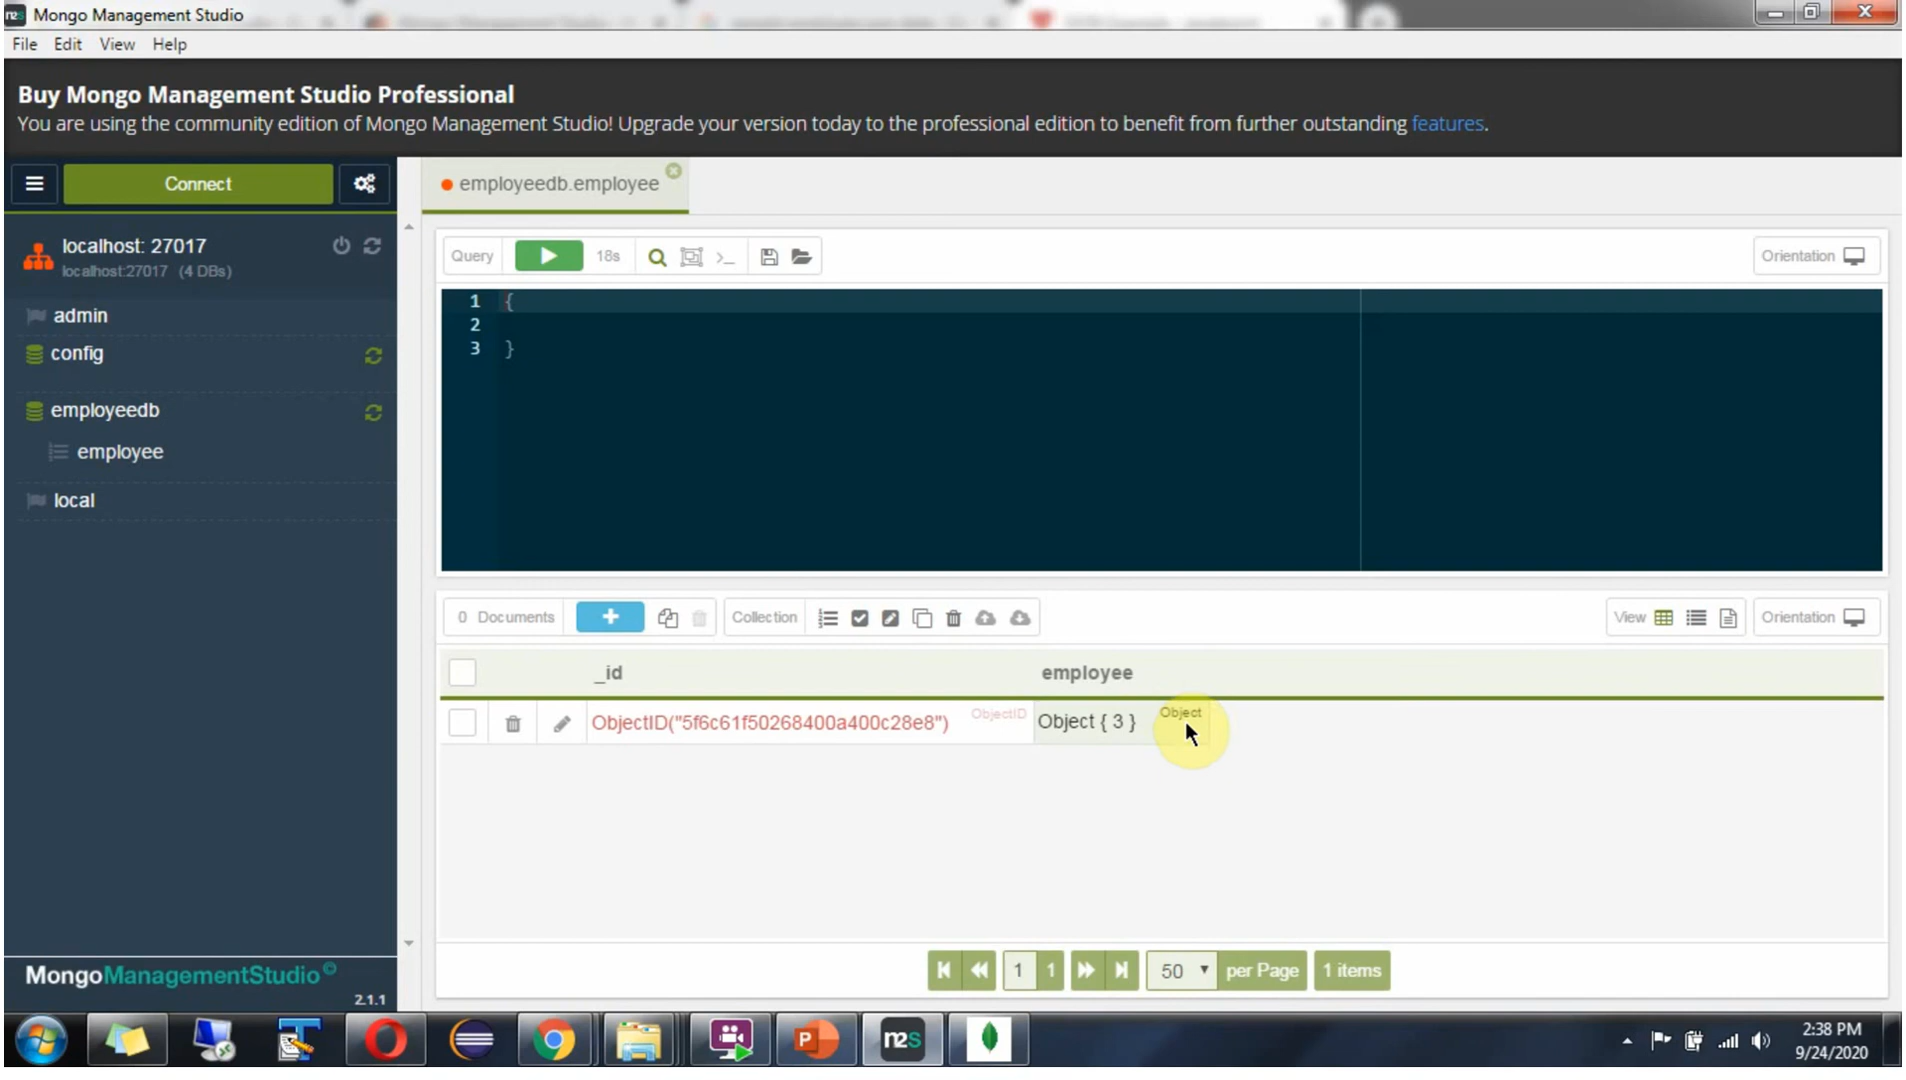 Mongo Management Studio
File Edit View Help
Buy Mongo Management Studio Professional
You are using the community edition of Mongo Management Studio! Upgrade your version today to the professional edition to benefit from further outstanding features.
Connect
employeedb.employee
localhost: 27017
localhost:27017 (4 DBs)
Query 18s Orientation
admin
config
employeedb
employee
local
1 {
2
3 }
0 Documents Collection View Orientation
_id employee
ObjectID("5f6c61f50268400a400c28e8") ObjectID Object { 3 } Object
1 1 50 per Page 1 items
MongoManagementStudio©
2.1.1
2:38 PM
9/24/2020